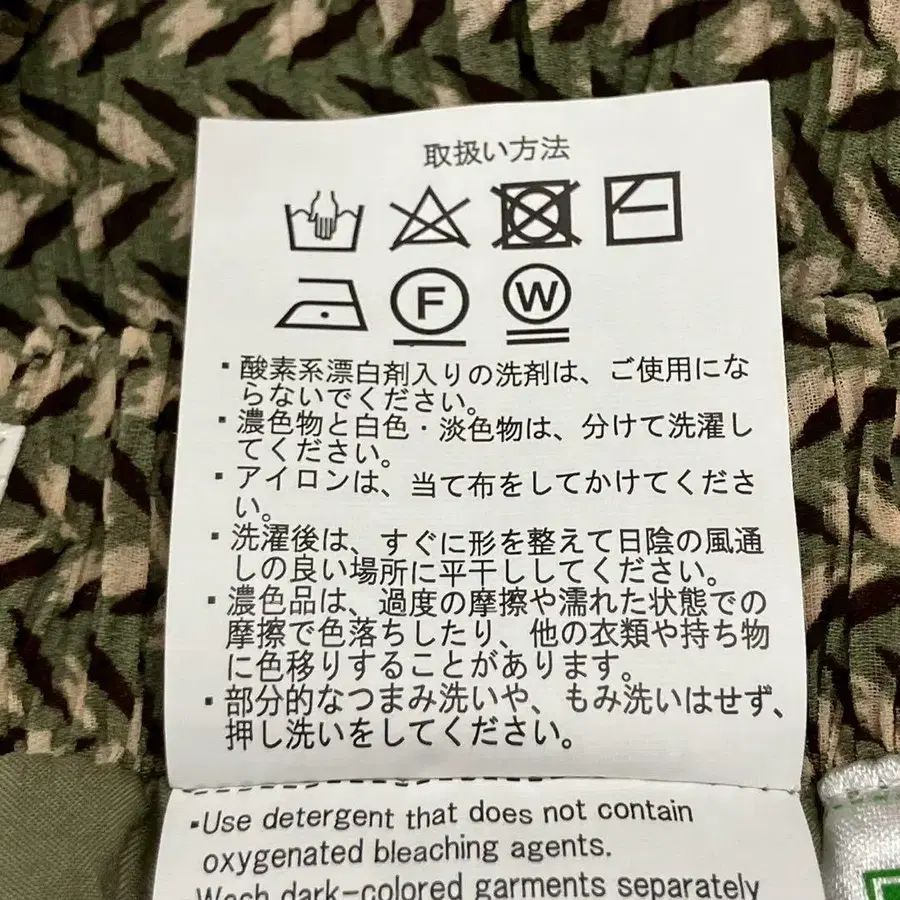 取扱い方法
F
W
・酸素系漂白剤入りの洗剤は、ご使用にな
らないでください。
・濃色物と白色・淡色物は、分けて洗濯し
てください。
・アイロンは、当て布をしてかけてくださ
い。
・洗濯後は、すぐに形を整えて日陰の風通
しの良い場所に平干ししてください。
・濃色品は、過度の摩擦や濡れた状態での
摩擦で色落ちしたり、他の衣類や持ち物
に色移りすることがあります。
・部分的なつまみ洗いや、もみ洗いはせず、
押し洗いをしてください。
・Use detergent that does not contain
oxygenated bleaching agents.
・Wash dark-colored garments separately